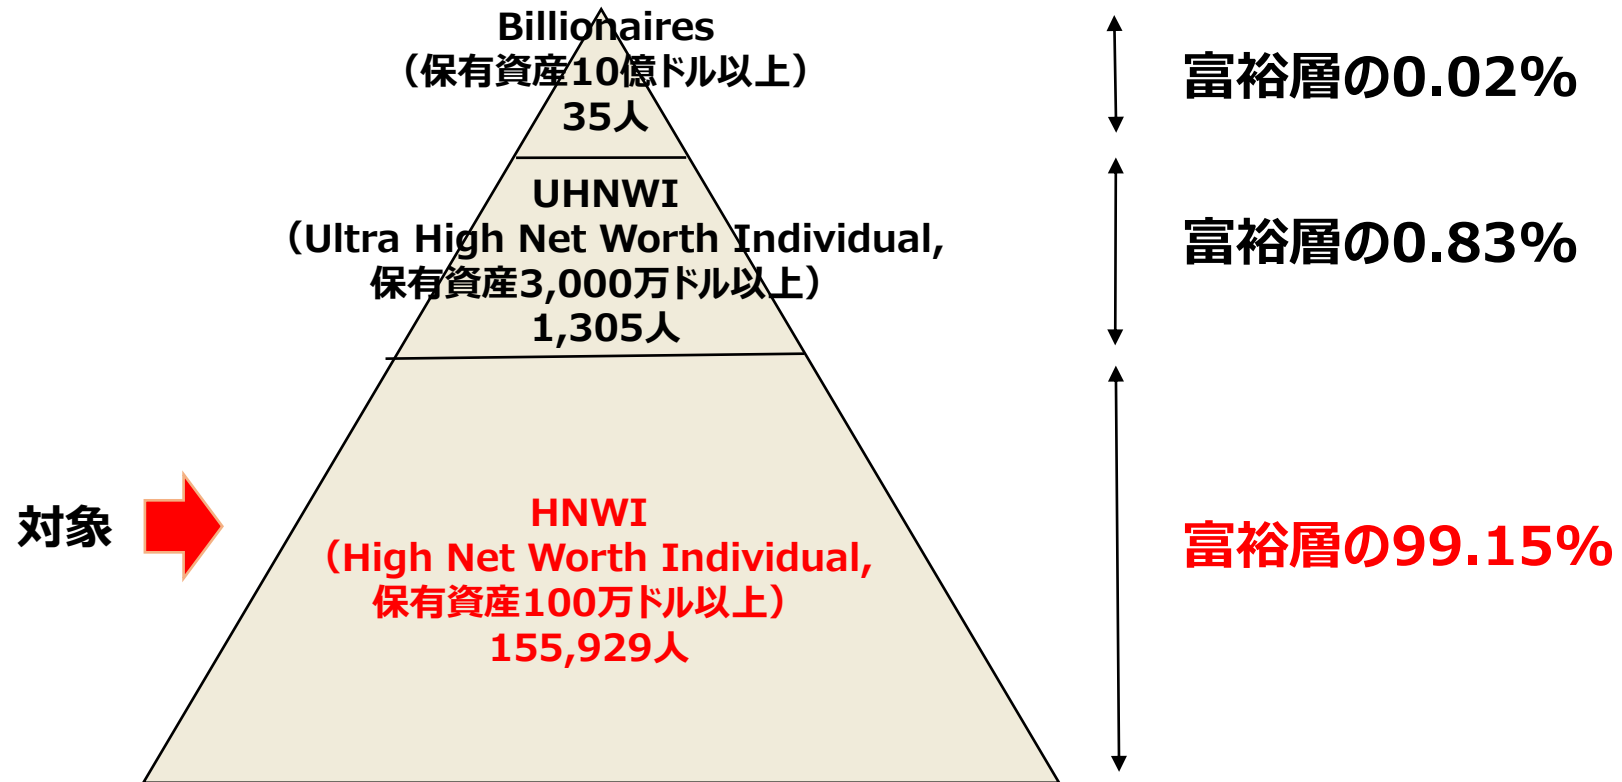 Billionaires
（保有資産10億ドル以上）
35人
富裕層の0.02%
UHNWI
（Ultra High Net Worth Individual,
保有資産3,000万ドル以上）
1,305人
富裕層の0.83%
対象
HNWI
（High Net Worth Individual,
保有資産100万ドル以上）
155,929人
富裕層の99.15%